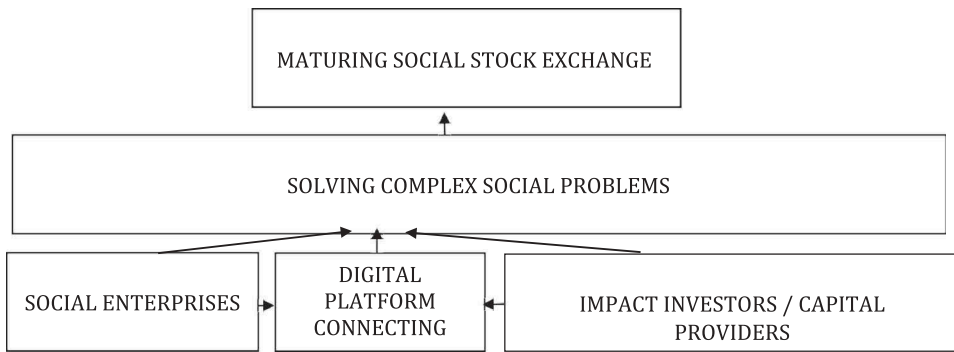 MATURING SOCIAL STOCK EXCHANGE
SOLVING COMPLEX SOCIAL PROBLEMS
SOCIAL ENTERPRISES
DIGITAL
PLATFORM
CONNECTING
IMPACT INVESTORS / CAPITAL
PROVIDERS